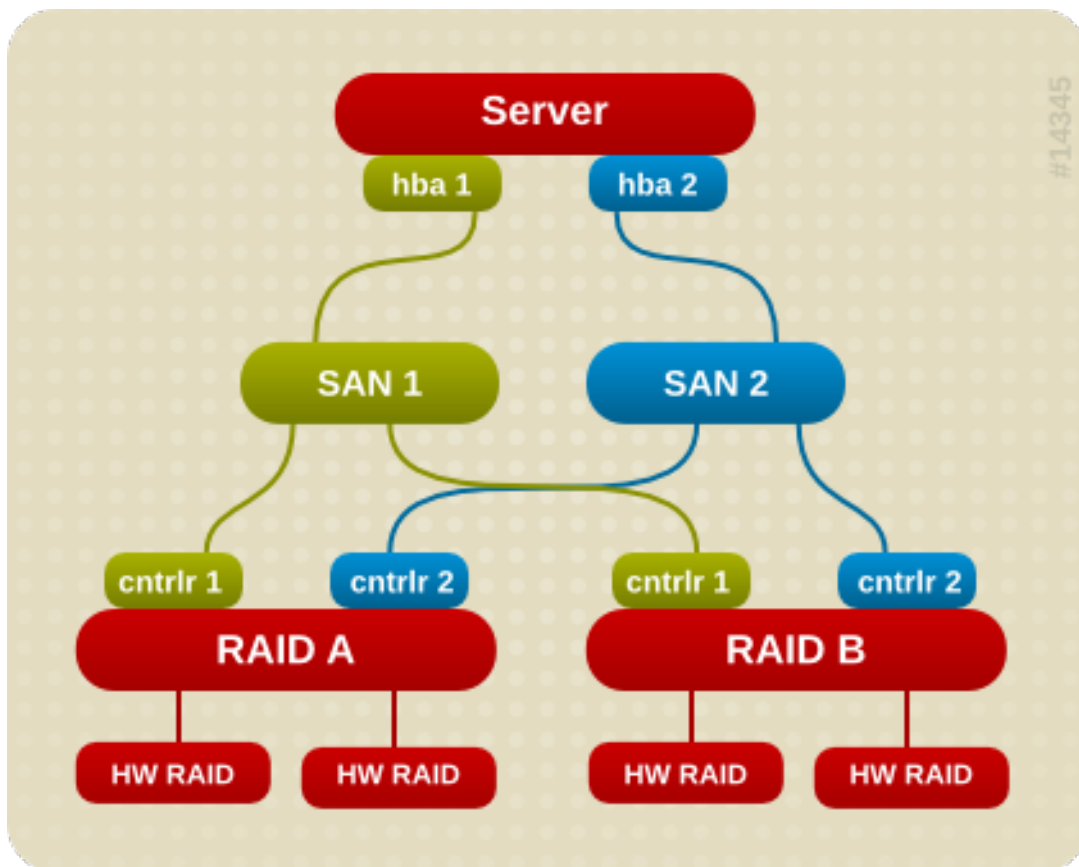 Server
#14345
hba 1
hba 2
SAN 1
SAN 2
cntrlr 1
cntrlr 2
cntrlr 1
cntrlr 2
RAID A
RAID B
HW RAID
HW RAID
HW RAID
HW RAID